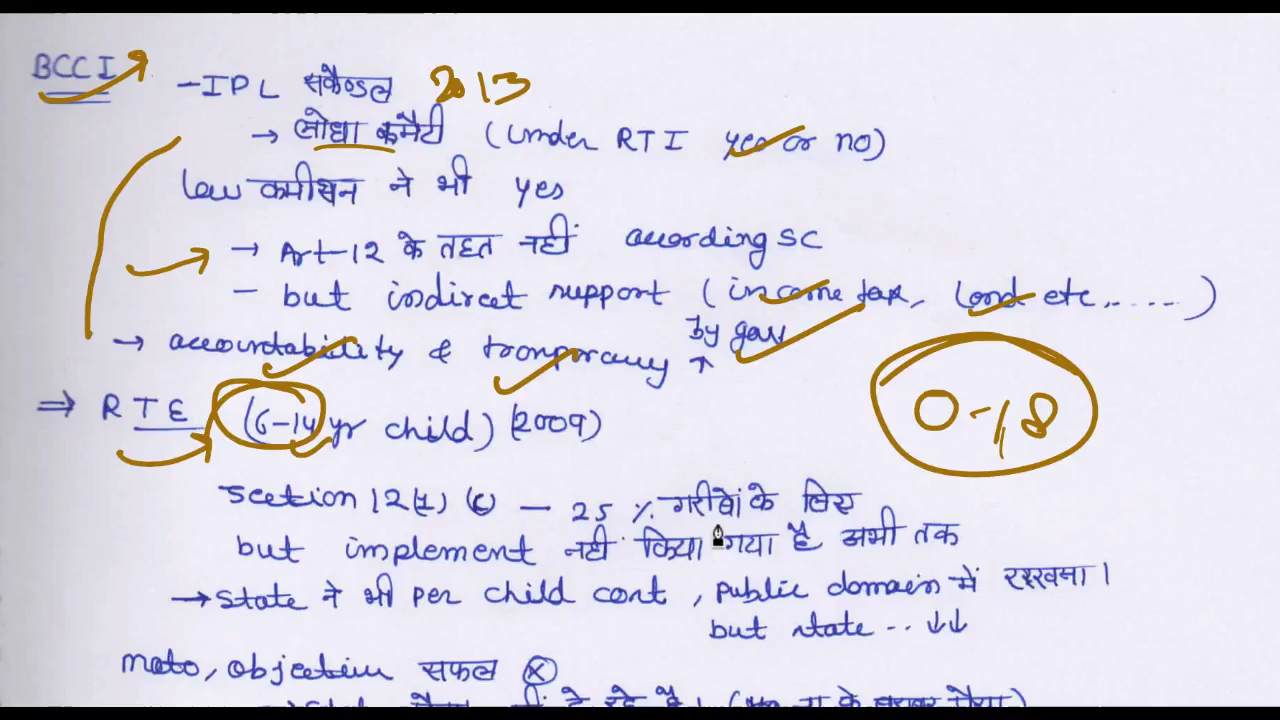 BCCI
- IPL स्कैण्डल 2013
→ लोधा कमैटी (Under RTI yes or no)
Law कमीशन ने भी yes
→ Art-12 के तहत नहीं according SC
- but indirect support (income tax, land etc,......)
by gov
→ accountability & tranparancy ↑
⇒ RTE (6-14 yr child) (2009)
0-18
Section 12(1)(c) - 25 % गरीबों के लिए
but implement नहीं किया गया है अभी तक
→ State ने भी per child cont, public domain में रखना।
but state .. ↓↓
moto, objective सफल ⓧ